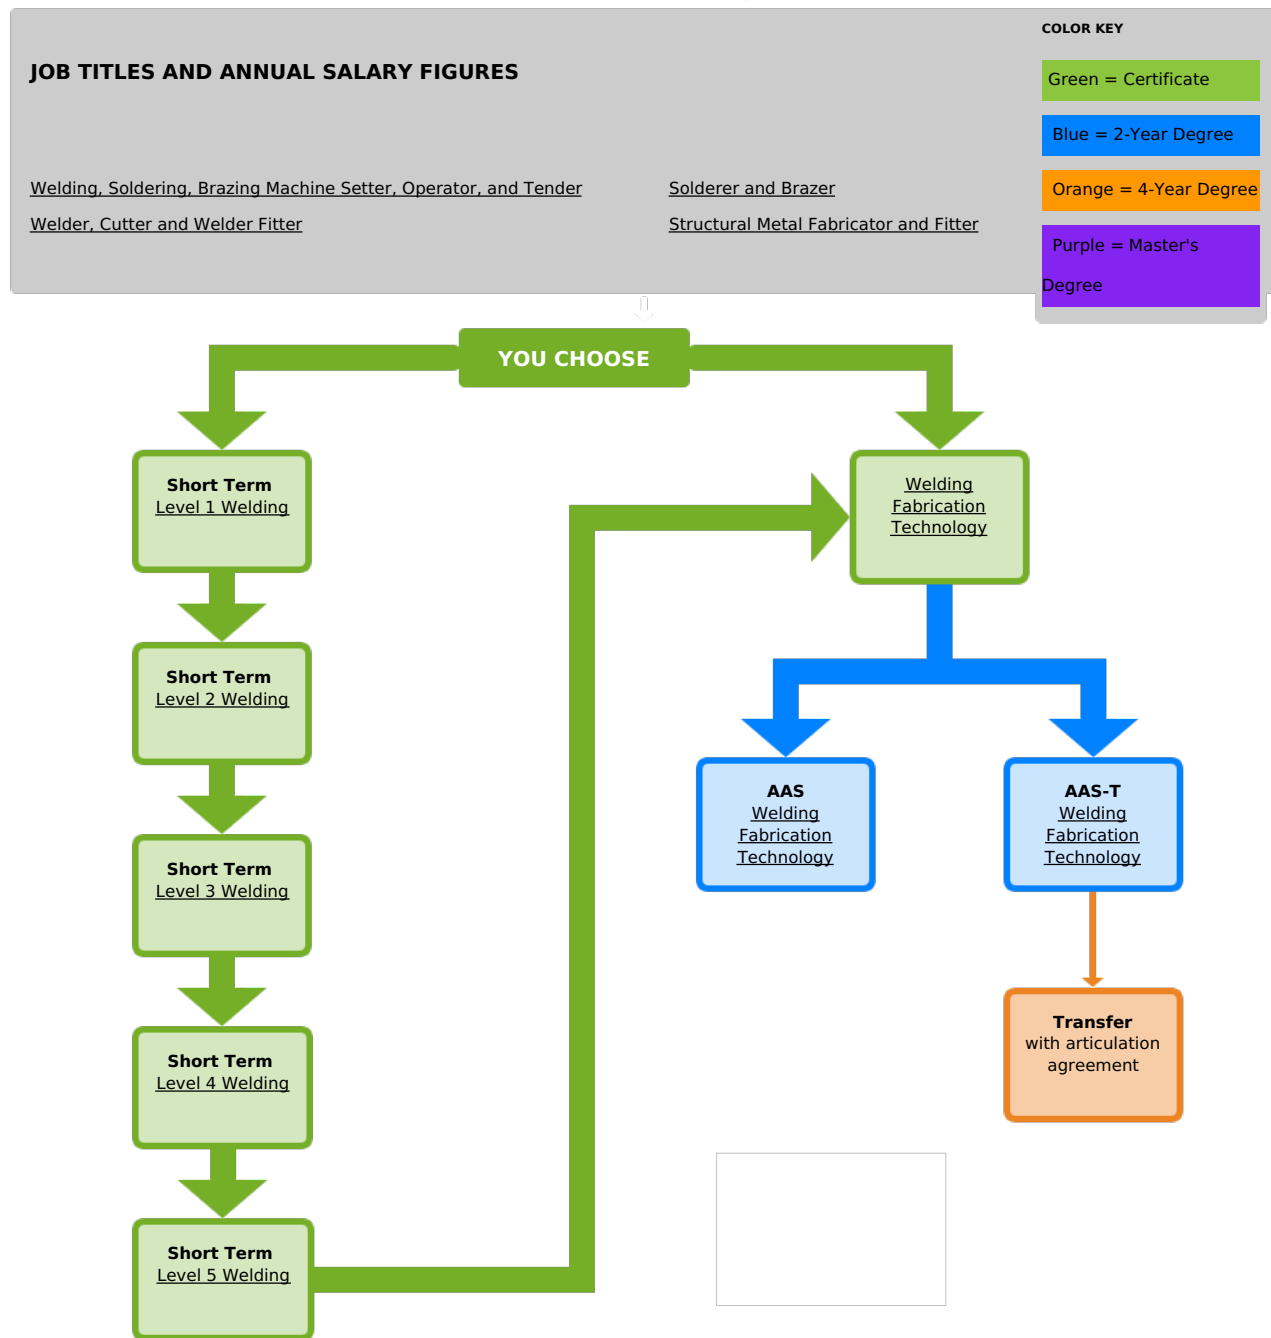 COLOR KEY
JOB TITLES AND ANNUAL SALARY FIGURES
Green = Certificate
Blue = 2-Year Degree
Orange = 4-Year Degree
Purple = Master's
Degree
Welding, Soldering, Brazing Machine Setter, Operator, and Tender
Solderer and Brazer
Welder, Cutter and Welder Fitter
Structural Metal Fabricator and Fitter
YOU CHOOSE
Short Term
Level 1 Welding
Welding
Fabrication
Technology
Short Term
Level 2 Welding
AAS
Welding
Fabrication
Technology
AAS-T
Welding
Fabrication
Technology
Short Term
Level 3 Welding
Transfer
with articulation
agreement
Short Term
Level 4 Welding
Short Term
Level 5 Welding